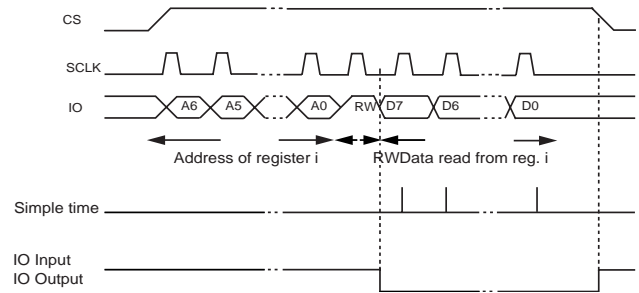 CS
SCLK
IO A6 A5 A0 RW D7 D6 D0
Address of register i RWData read from reg. i
Simple time
IO Input
IO Output